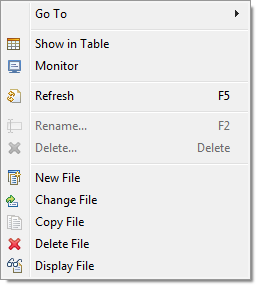 Go To
Show in Table
Monitor
Refresh F5
Rename... F2
Delete... Delete
New File
Change File
Copy File
Delete File
Display File